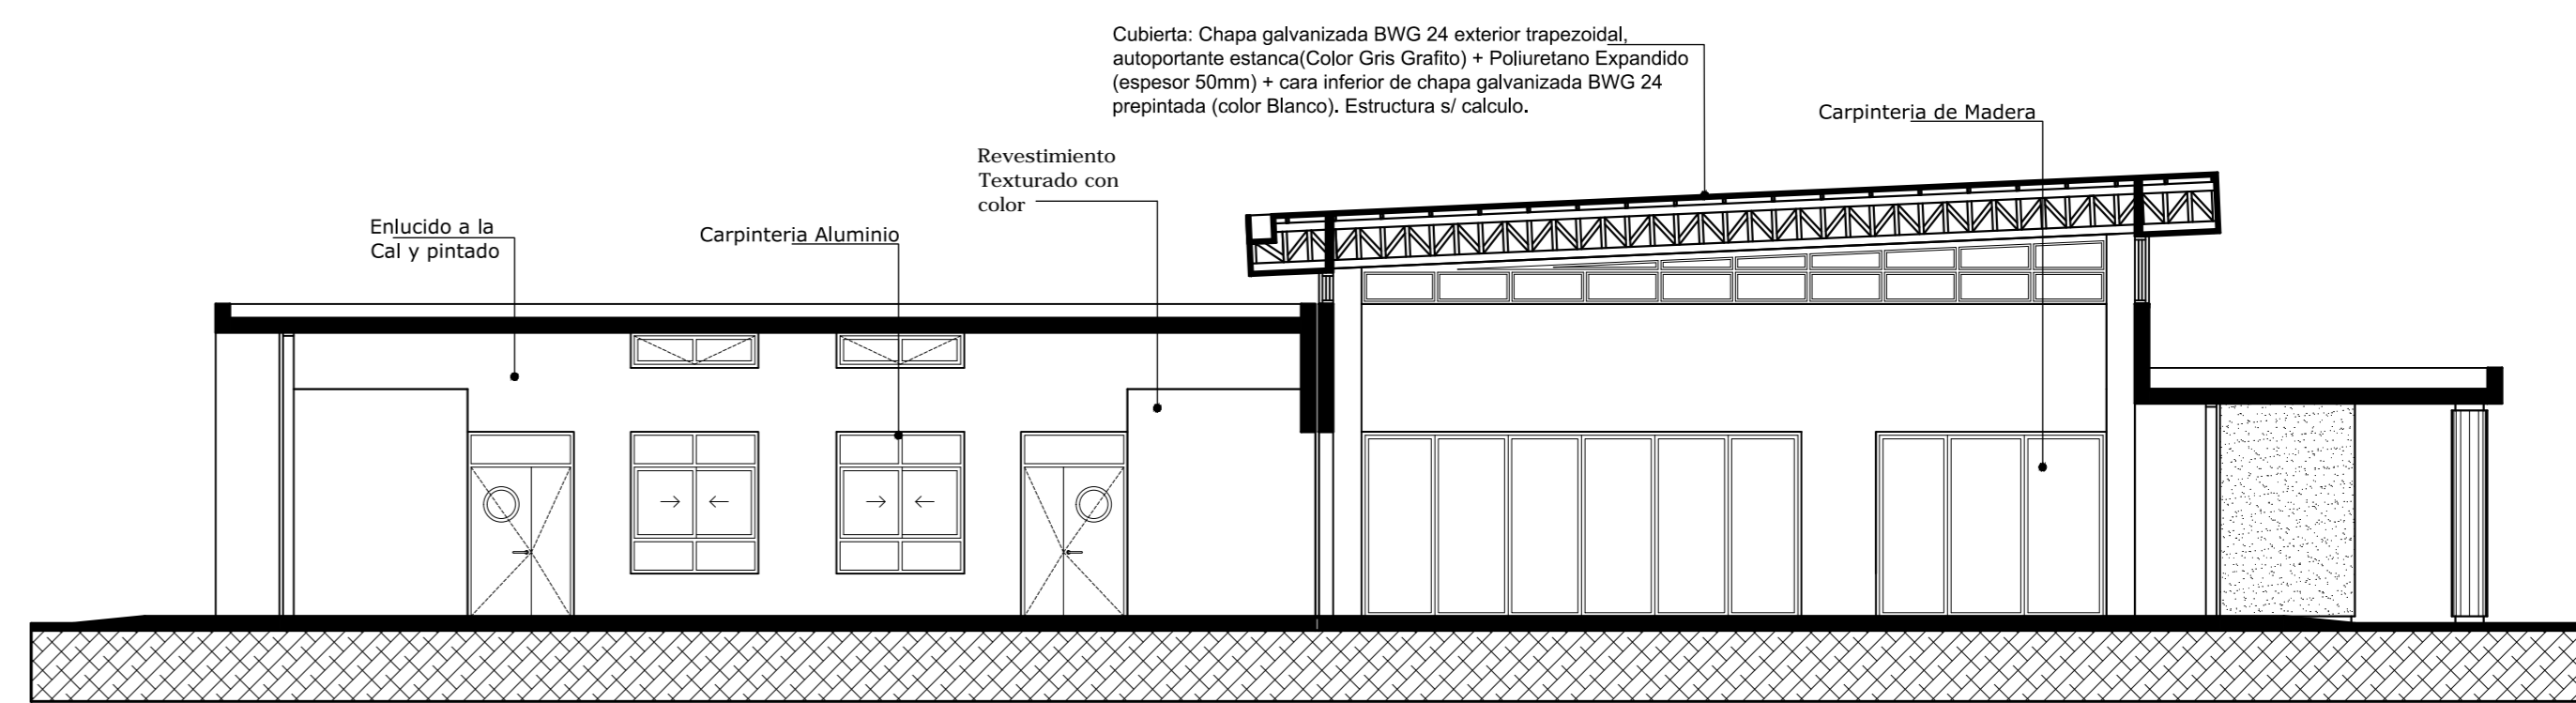 Cubierta: Chapa galvanizada BWG 24 exterior trapezoidal,
autoportante estanca(Color Gris Grafito) + Poliuretano Expandido
(espesor 50mm) + cara inferior de chapa galvanizada BWG 24
prepintada (color Blanco). Estructura s/ calculo.
Carpinteria de Madera
Revestimiento
Texturado con
color
Enlucido a la
Cal y pintado
Carpinteria Aluminio